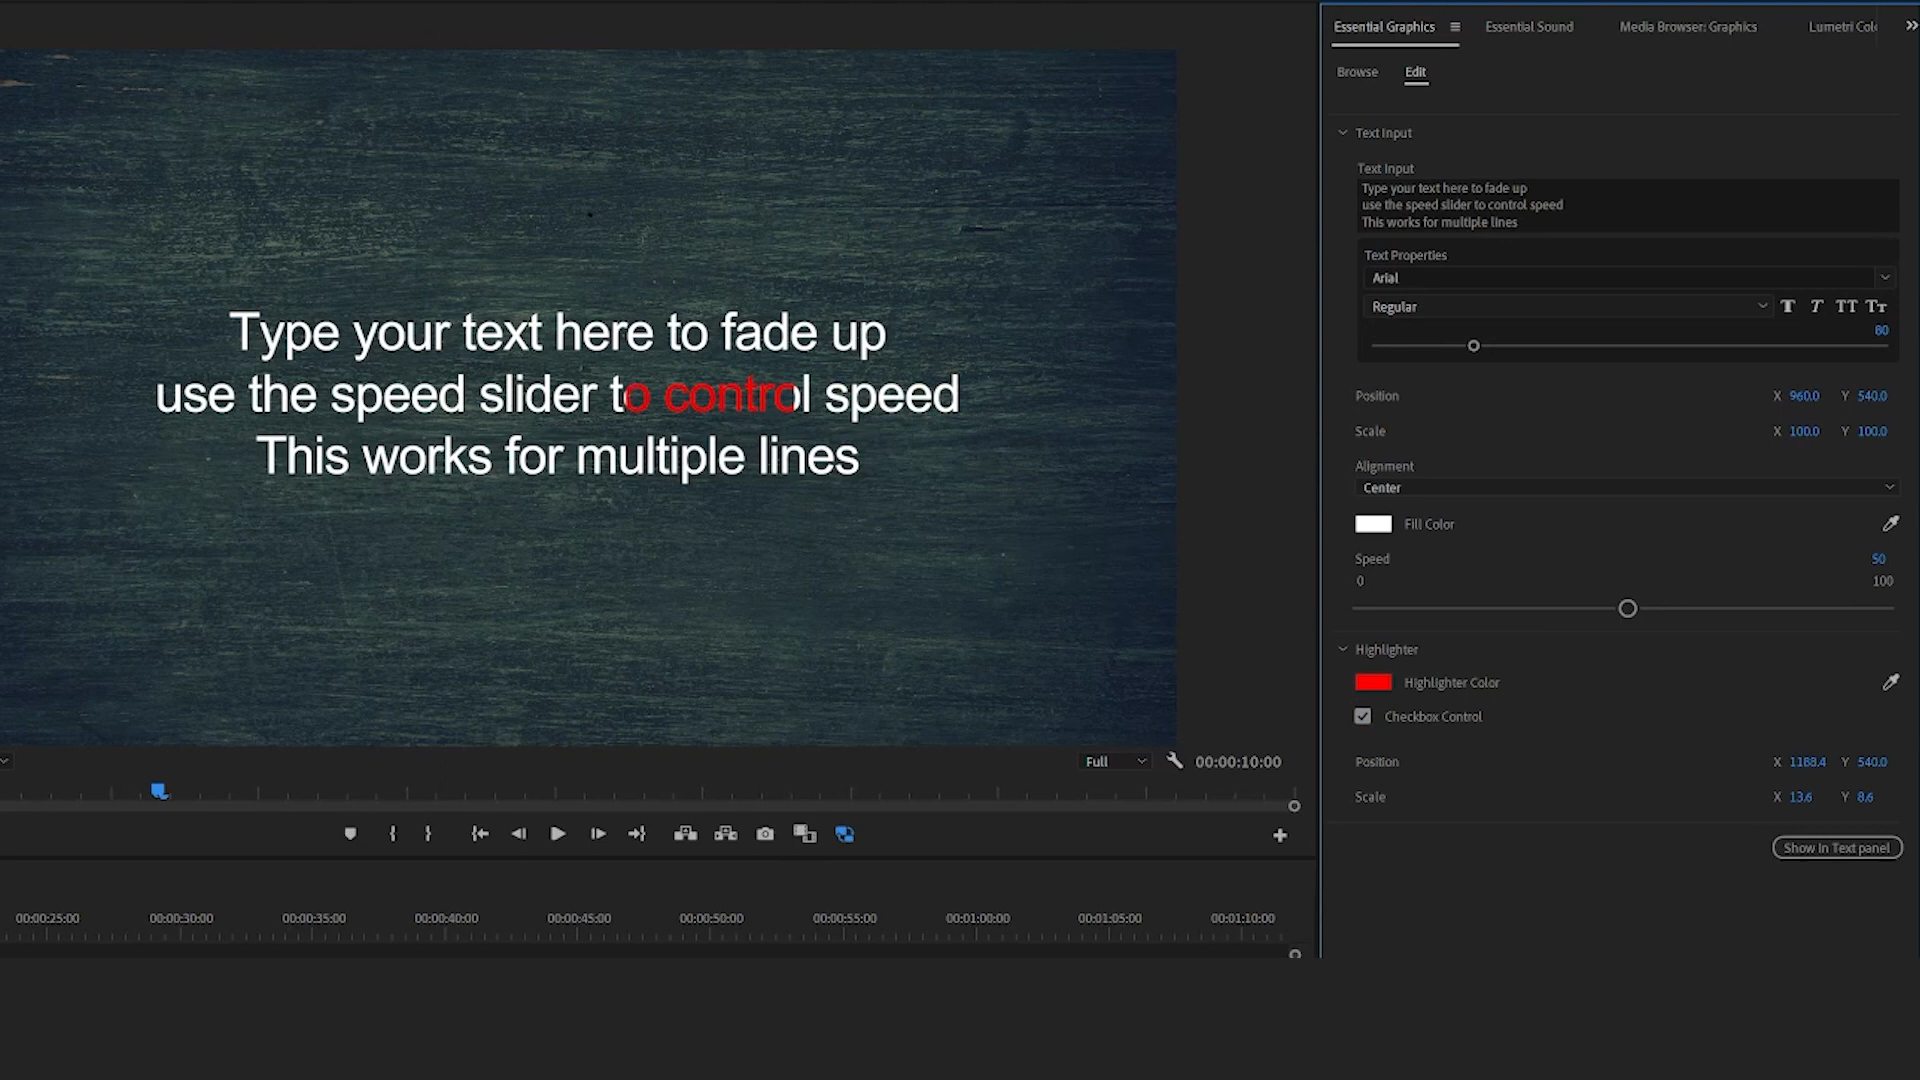 Essential Graphics
Essential Sound
Media Browser: Graphics
Lumetri Colo
Browse
Edit
Text Input
Text Input
Type your text here to fade up
use the speed slider to control speed
This works for multiple lines
Text Properties
Arial
Regular
T T TT Tт
80
Position X 960.0 Y 540.0
Scale X 100.0 Y 100.0
Alignment
Center
Fill Color
Speed 50
0 100
Highlighter
Highlighter Color
Checkbox Control
Position X 1168.4 Y 540.0
Scale X 13.6 Y 8.6
Show In Text panel
Type your text here to fade up
use the speed slider to control speed
This works for multiple lines
Full 00:00:10:00
00:00:25:00 00:00:30:00 00:00:35:00 00:00:40:00 00:00:45:00 00:00:50:00 00:00:55:00 00:01:00:00 00:01:05:00 00:01:10:00